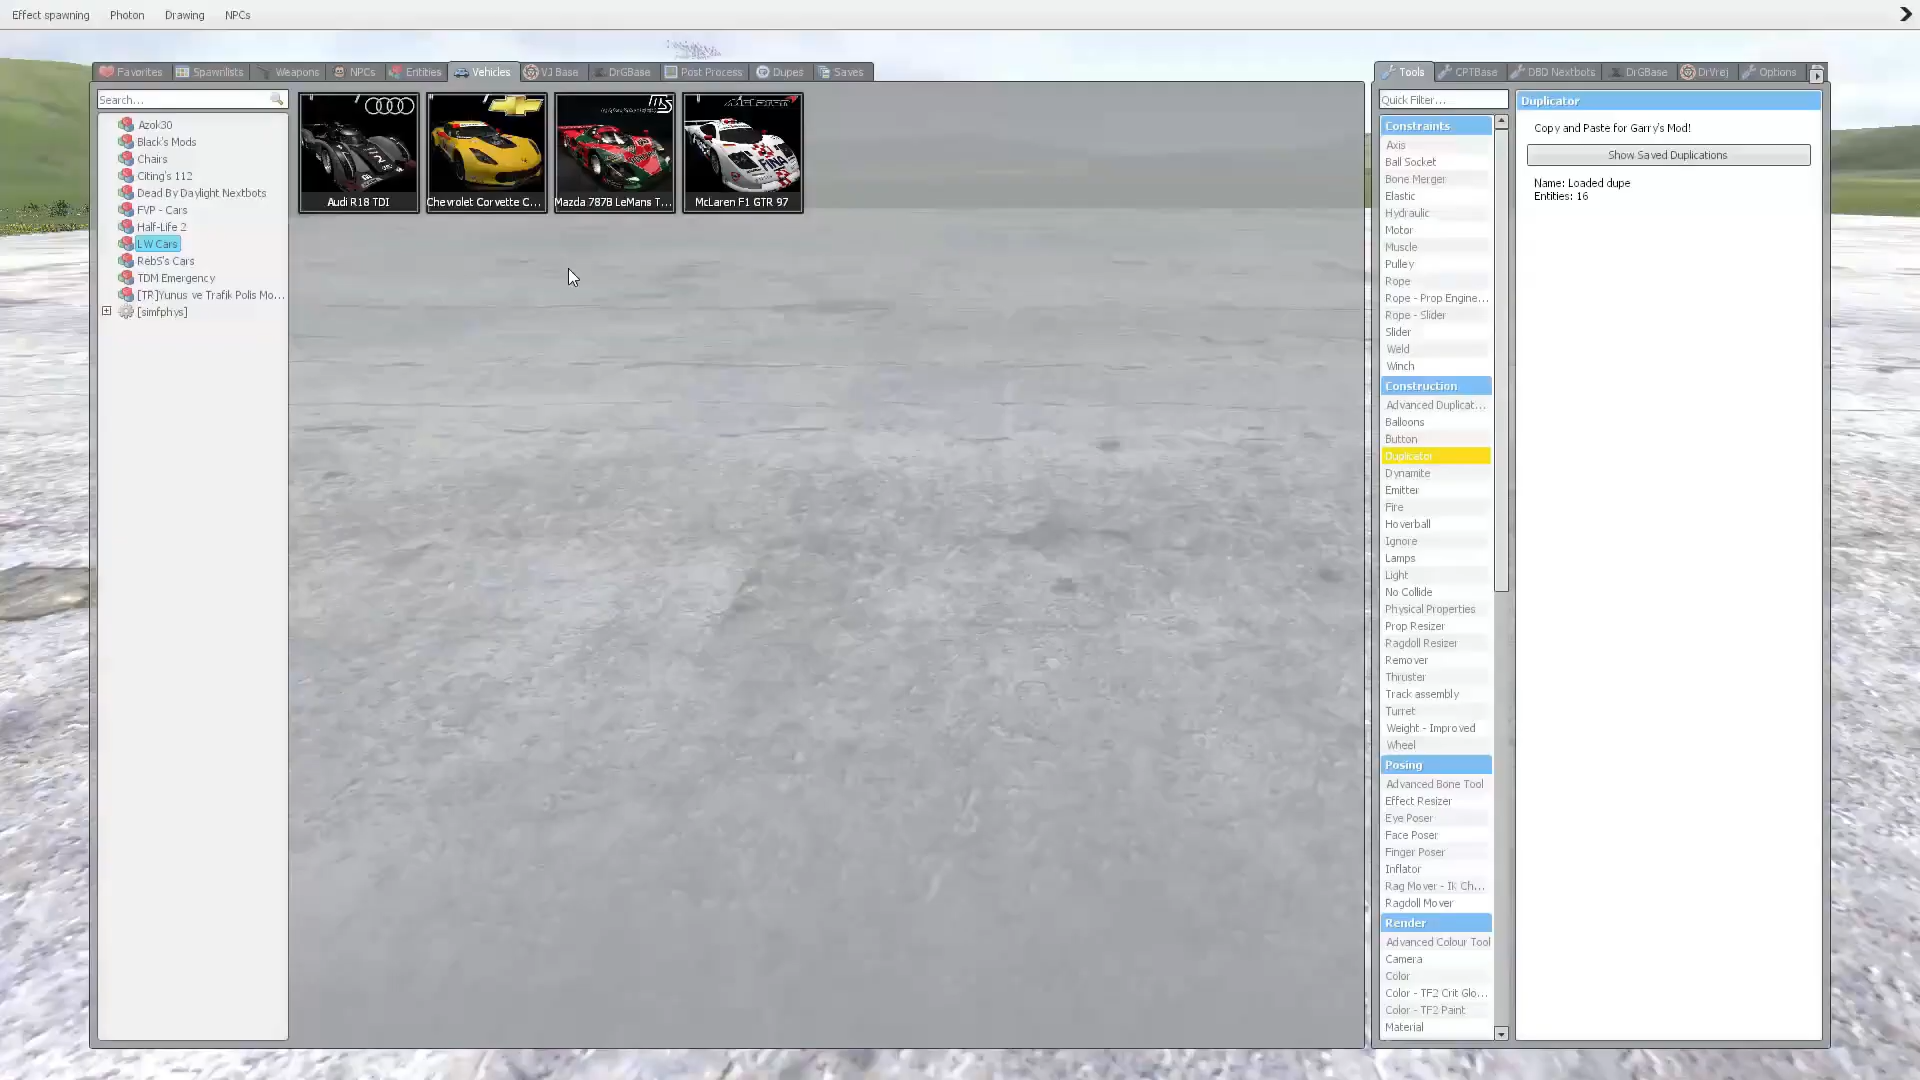 Effect spawning Photon Drawing NPCs
Favorites Spawnlists Weapons NPCs Entities Vehicles VJ Base DrGBase Post Process Dupes Saves
Search...
Azok30
Black's Mods
Chairs
Citing's 112
Dead By Daylight Nextbots
FVP - Cars
Half-Life 2
LW Cars
RebS's Cars
TDM Emergency
[TR]Yunus ve Trafik Polis Mo...
[simfphys]
Audi R18 TDI
Chevrolet Corvette C...
Mazda 787B LeMans T...
McLaren F1 GTR 97
FINA
Tools CPTBase DBD Nextbots DrGBase DrVrej Options
Quick Filter...
Constraints
Axis
Ball Socket
Bone Merger
Elastic
Hydraulic
Motor
Muscle
Pulley
Rope
Rope - Prop Engine...
Rope - Slider
Slider
Weld
Winch
Construction
Advanced Duplicat...
Balloons
Button
Duplicator
Dynamite
Emitter
Fire
Hoverball
Ignore
Lamps
Light
No Collide
Physical Properties
Prop Resizer
Ragdoll Resizer
Remover
Thruster
Track assembly
Turret
Weight - Improved
Wheel
Posing
Advanced Bone Tool
Effect Resizer
Eye Poser
Face Poser
Finger Poser
Inflator
Rag Mover - IK Ch...
Ragdoll Mover
Render
Advanced Colour Tool
Camera
Color
Color - TF2 Crit Glo...
Color - TF2 Paint
Material
Duplicator
Copy and Paste for Garry's Mod!
Show Saved Duplications
Name: Loaded dupe
Entities: 16